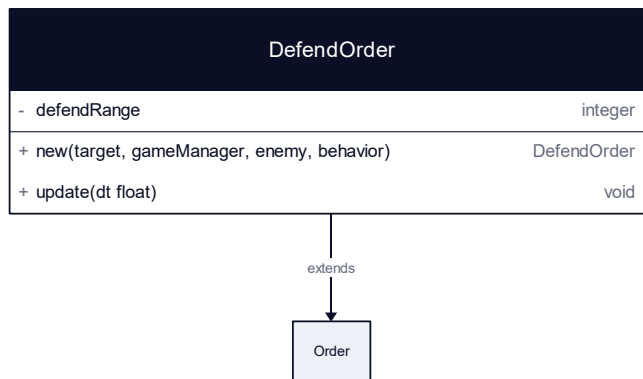 DefendOrder
- defendRange integer
+ new(target, gameManager, enemy, behavior) DefendOrder
+ update(dt float) void
extends
Order